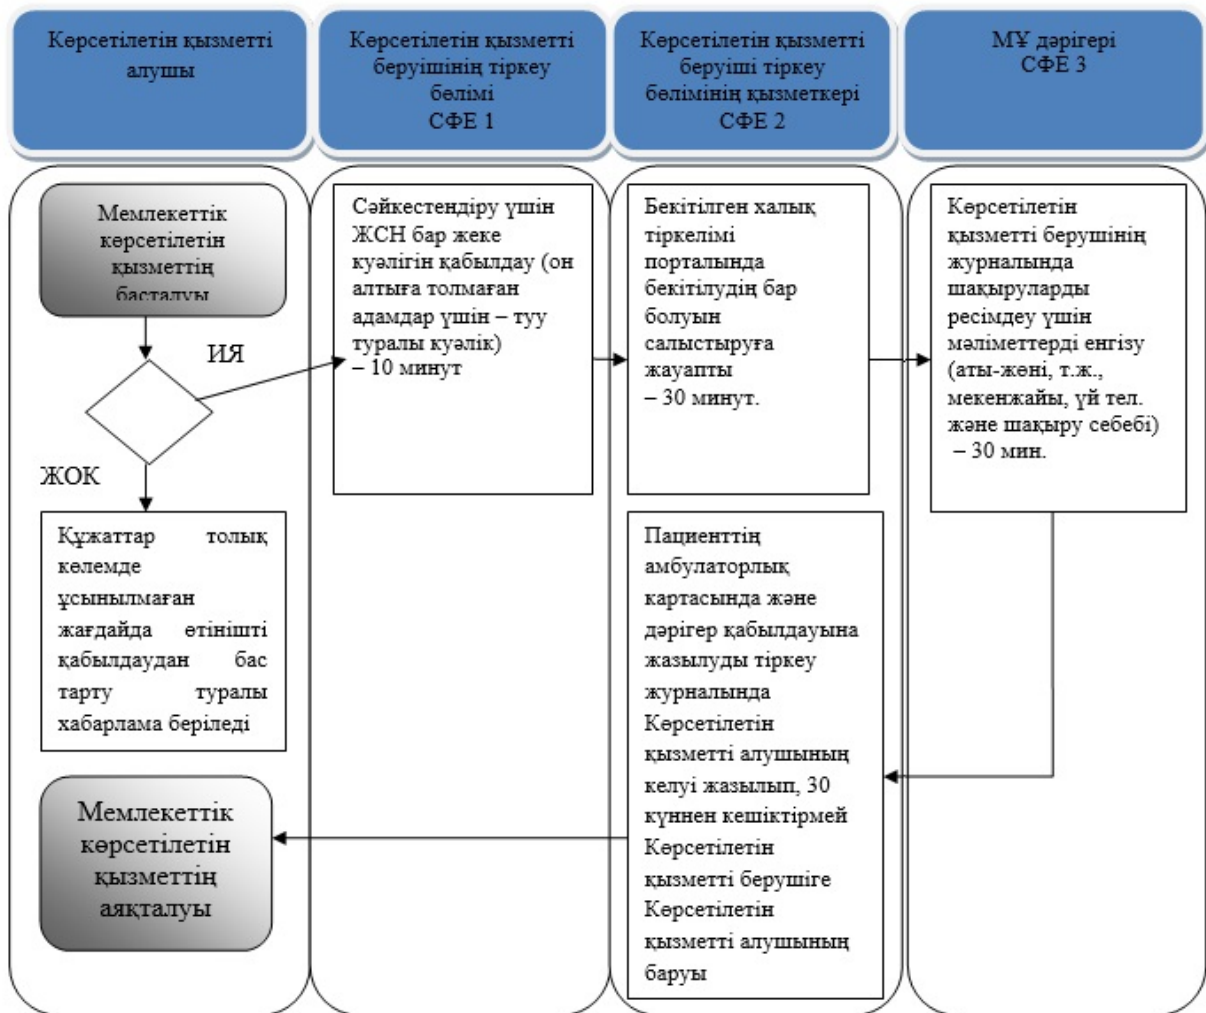 Көрсетілетін қызметті
алушы
Көрсетілетін қызметті
беруішінің тіркеу
бөлімі
СФЕ 1
Көрсетілетін қызметті
беруіші тіркеу
бөлімінің қызметкері
СФЕ 2
МҰ дәрігері
СФЕ 3
Мемлекеттік
көрсетілетін
қызметтің
басталуы
ИЯ
ЖОК
Құжаттар толық
көлемде
ұсынылмаған
жағдайда өтінішті
қабылдаудан бас
тарту туралы
хабарлама беріледі
Мемлекеттік
көрсетілетін
қызметтің
аяқталуы
Сәйкестендіру үшін
ЖСН бар жеке
куәлігін қабылдау (он
алтыға толмаған
адамдар үшін – туу
туралы куәлік)
– 10 минут
Бекітілген халық
тіркелімі
порталында
бекітілудің бар
болуын
салыстыруға
жауапты
– 30 минут.
Көрсетілетін
қызметті берушінің
журналында
шақыруларды
ресімдеу үшін
мәліметтерді енгізу
(аты-жөні, т.ж.,
мекенжайы, үй тел.
және шақыру себебі)
– 30 мин.
Пациенттің
амбулаторлық
картасында және
дәрігер қабылдауына
жазылуды тіркеу
журналында
Көрсетілетін
қызметті алушының
келуі жазылып, 30
күннен кешіктірмей
Көрсетілетін
қызметті берушіге
Көрсетілетін
қызметті алушының
баруы